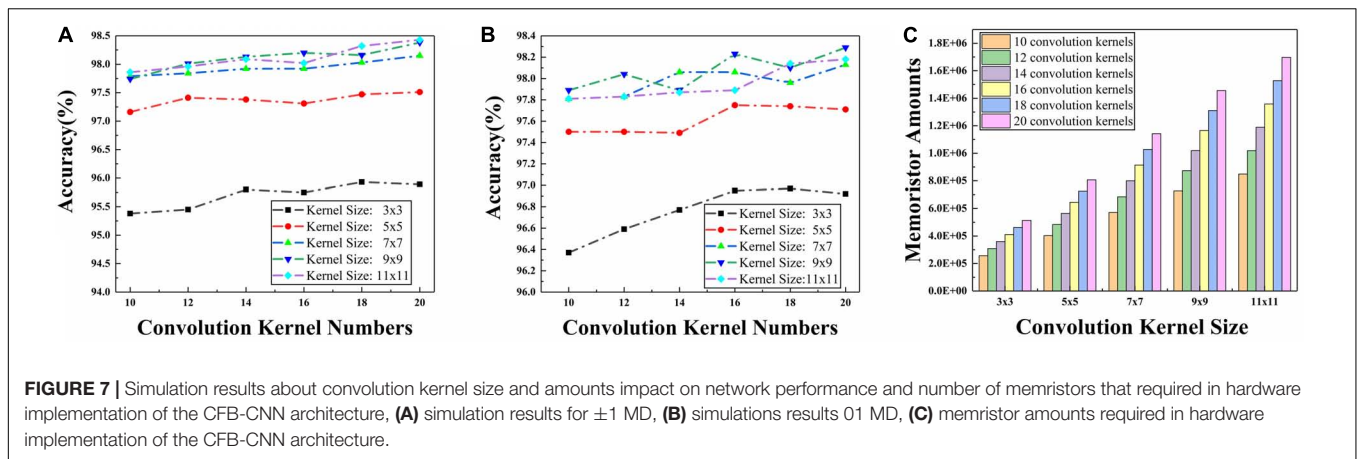 A
Accuracy(%)
98.5
98.0
97.5
97.0
96.5
96.0
95.5
95.0
94.5
94.0
10 12 14 16 18 20
Convolution Kernel Numbers
Kernel Size: 3x3
Kernel Size: 5x5
Kernel Size: 7x7
Kernel Size: 9x9
Kernel Size: 11x11
B
Accuracy(%)
98.4
98.2
98.0
97.8
97.6
97.4
97.2
97.0
96.8
96.6
96.4
96.2
96.0
10 12 14 16 18 20
Convolution Kernel Numbers
Kernel Size: 3x3
Kernel Size: 5x5
Kernel Size: 7x7
Kernel Size: 9x9
Kernel Size:11x11
C
Memoristor Amounts
1.8E+06
1.6E+06
1.4E+06
1.2E+06
1.0E+06
8.0E+05
6.0E+05
4.0E+05
2.0E+05
0.0E+00
10 convolution kernels
12 convolution kernels
14 convolution kernels
16 convolution kernels
18 convolution kernels
20 convolution kernels
3x3 5x5 7x7 9x9 11x11
Convolution Kernel Size
FIGURE 7 | Simulation results about convolution kernel size and amounts impact on network performance and number of memristors that required in hardware
implementation of the CFB-CNN architecture, (A) simulation results for ±1 MD, (B) simulations results 01 MD, (C) memristor amounts required in hardware
implementation of the CFB-CNN architecture.